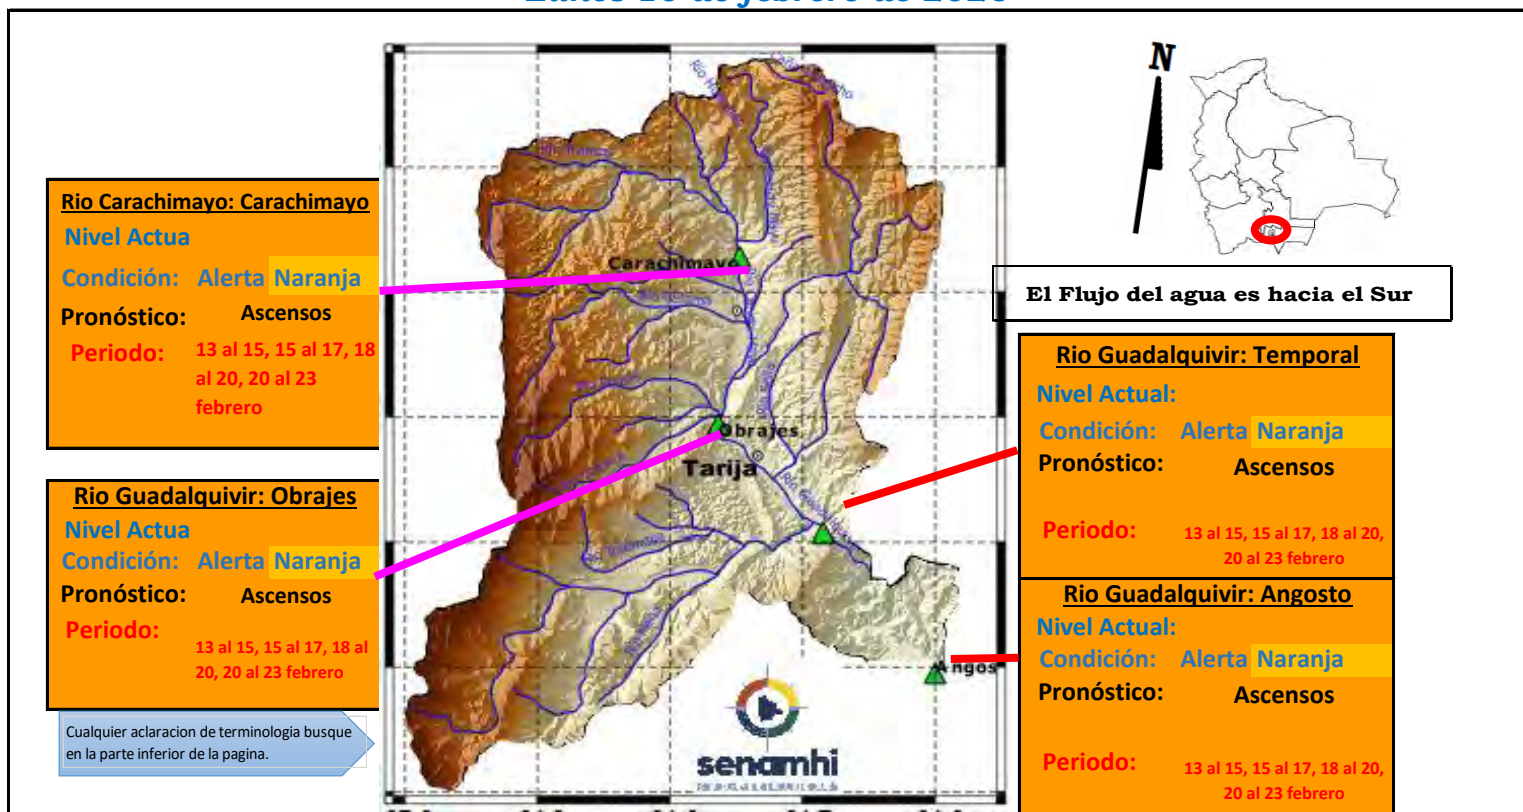 N
Rio Carachimayo: Carachimayo
Nivel Actua
Condición: Alerta Naranja
Pronóstico: Ascensos
Periodo: 13 al 15, 15 al 17, 18
al 20, 20 al 23
febrero
Rio Guadalquivir: Obrajes
Nivel Actua
Condición: Alerta Naranja
Pronóstico: Ascensos
Periodo:
13 al 15, 15 al 17, 18 al
20, 20 al 23 febrero
Cualquier aclaracion de terminologia busque
en la parte inferior de la pagina.
Carachimayo
Obrajes
Tarija
Angos
senamhi
El Flujo del agua es hacia el Sur
Rio Guadalquivir: Temporal
Nivel Actual:
Condición: Alerta Naranja
Pronóstico: Ascensos
Periodo: 13 al 15, 15 al 17, 18 al 20,
20 al 23 febrero
Rio Guadalquivir: Angosto
Nivel Actual:
Condición: Alerta Naranja
Pronóstico: Ascensos
Periodo: 13 al 15, 15 al 17, 18 al 20,
20 al 23 febrero